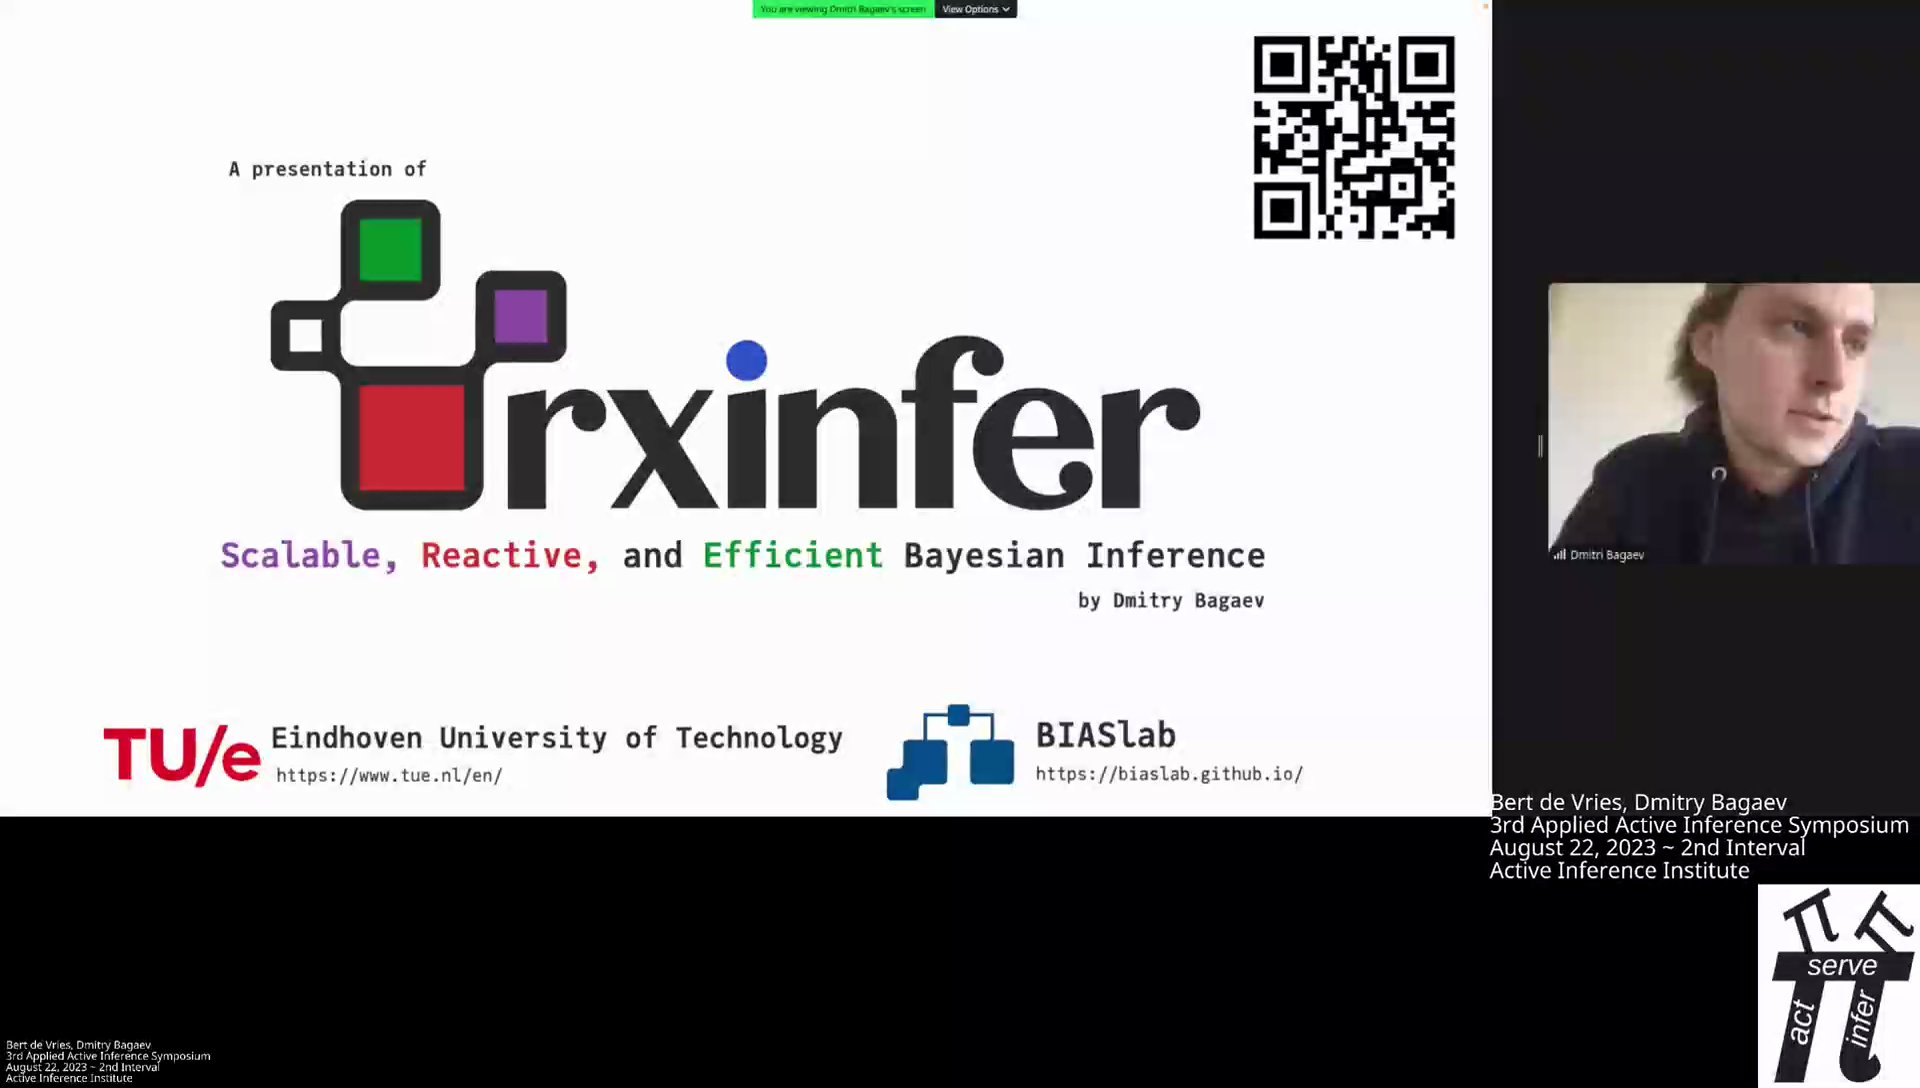 You are viewing Dmitri Bagaev's screen
View Options
A presentation of
rxinfer
Scalable, Reactive, and Efficient Bayesian Inference
by Dmitry Bagaev
TU/e
Eindhoven University of Technology
https://www.tue.nl/en/
BIASlab
https://biaslab.github.io/
Dmitri Bagaev
Bert de Vries, Dmitry Bagaev
3rd Applied Active Inference Symposium
August 22, 2023 ~ 2nd Interval
Active Inference Institute
serve
act
infer
Bert de Vries, Dmitry Bagaev
3rd Applied Active Inference Symposium
August 22, 2023 ~ 2nd Interval
Active Inference Institute